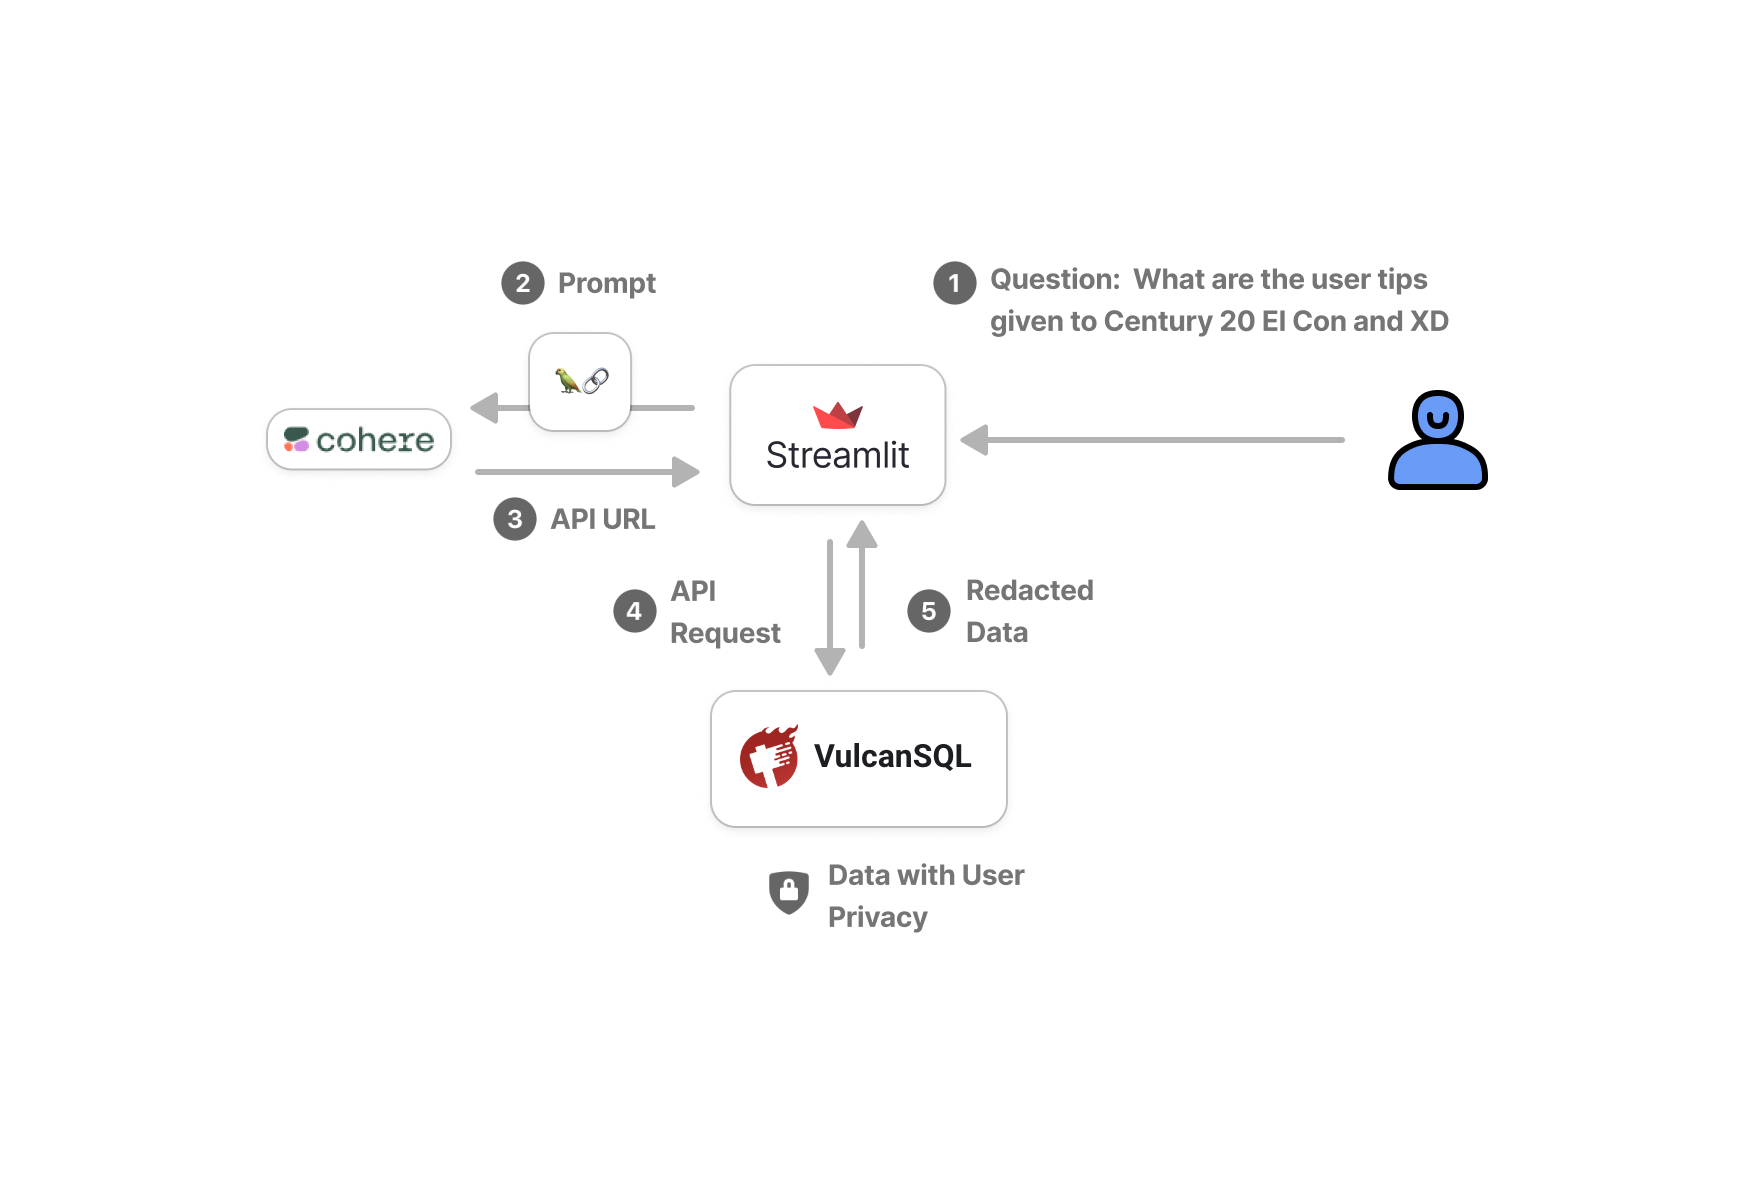 2 Prompt
1 Question: What are the user tips
given to Century 20 El Con and XD
cohere
Streamlit
3 API URL
4 API
Request
5 Redacted
Data
VulcanSQL
Data with User
Privacy